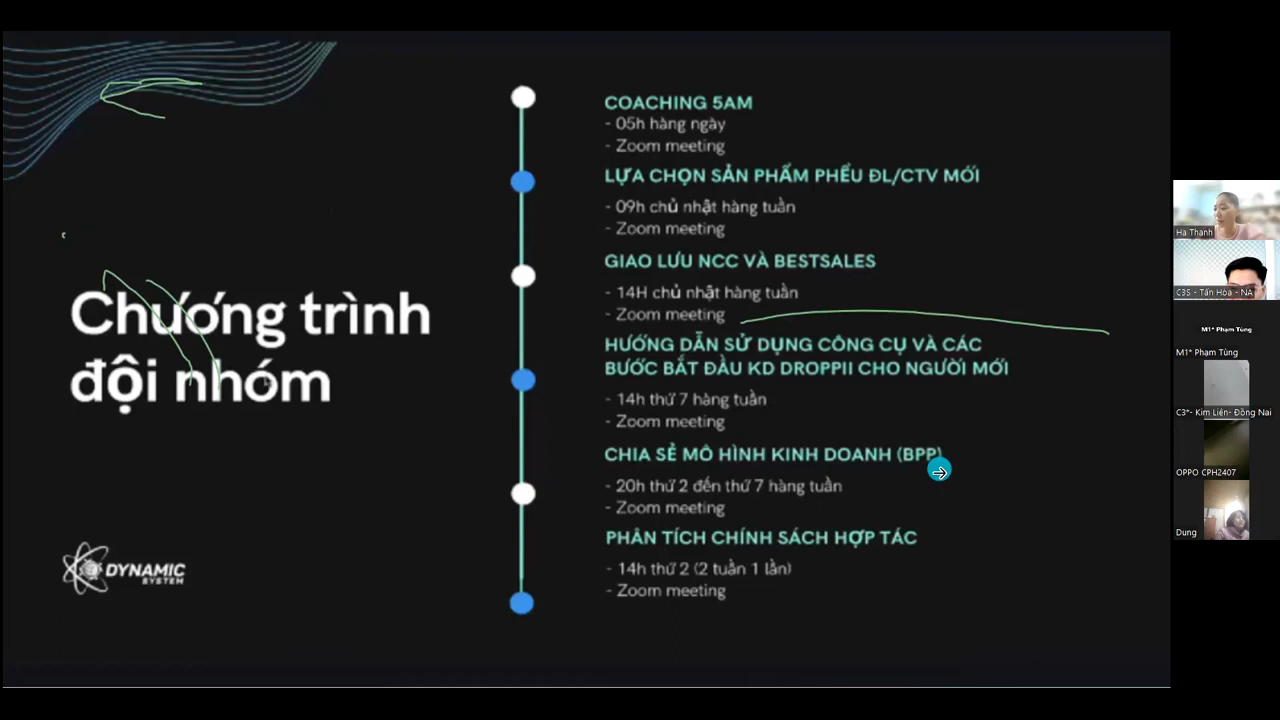 Chương trình
đội nhóm
DYNAMIC
SYSTEM
COACHING 5AM
- 05h hàng ngày
- Zoom meeting
LỰA CHỌN SẢN PHẨM PHỄU ĐL/CTV MỚI
- 09h chủ nhật hàng tuần
- Zoom meeting
GIAO LƯU NCC VÀ BESTSALES
- 14H chủ nhật hàng tuần
- Zoom meeting
HƯỚNG DẪN SỬ DỤNG CÔNG CỤ VÀ CÁC
BƯỚC BẮT ĐẦU KD DROPPII CHO NGƯỜI MỚI
- 14h thứ 7 hàng tuần
- Zoom meeting
CHIA SẺ MÔ HÌNH KINH DOANH (BPP)
- 20h thứ 2 đến thứ 7 hàng tuần
- Zoom meeting
PHÂN TÍCH CHÍNH SÁCH HỢP TÁC
- 14h thứ 2 (2 tuần 1 lần)
- Zoom meeting
Ha Thanh
C3S - Tấn Hòa - NA
M1* Phạm Tùng
M1* Phạm Tùng
C3*- Kim Liên- Đồng Nai
OPPO CPH2407
Dung